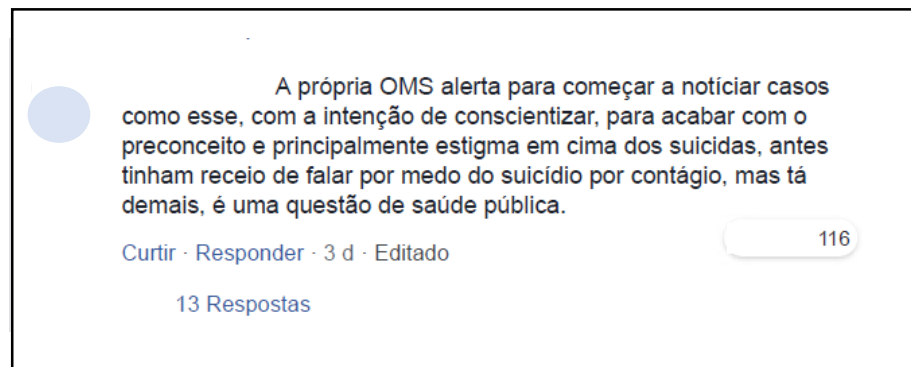 A própria OMS alerta para começar a notíciar casos
como esse, com a intenção de conscientizar, para acabar com o
preconceito e principalmente estigma em cima dos suicidas, antes
tinham receio de falar por medo do suicídio por contágio, mas tá
demais, é uma questão de saúde pública.
Curtir · Responder · 3 d · Editado
116
13 Respostas